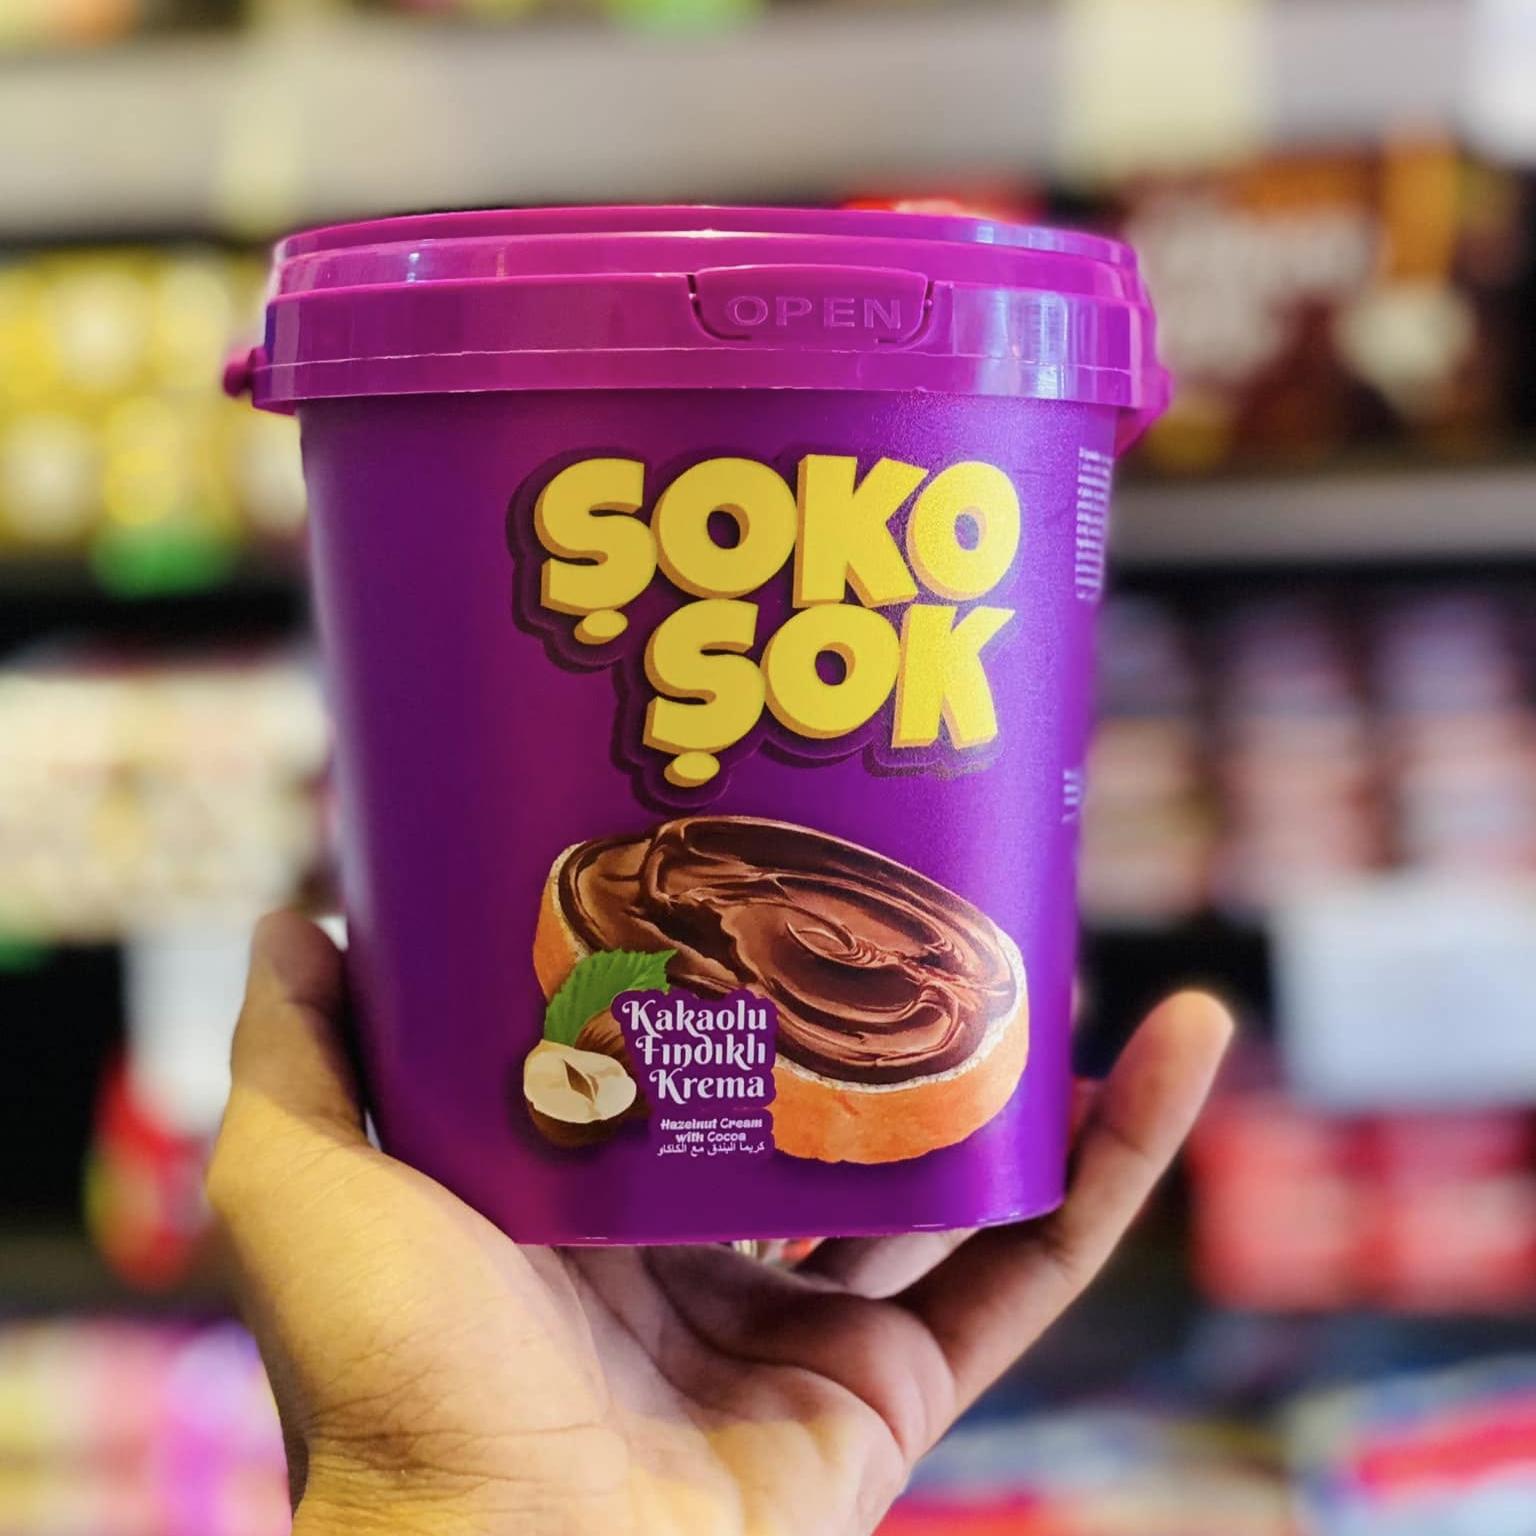 OPEN
ŞOKO
ŞOK
Kakaolu
Fındıklı
Krema
Hazelnut Cream
with Cocoa
كريما البندق مع الكاكاو